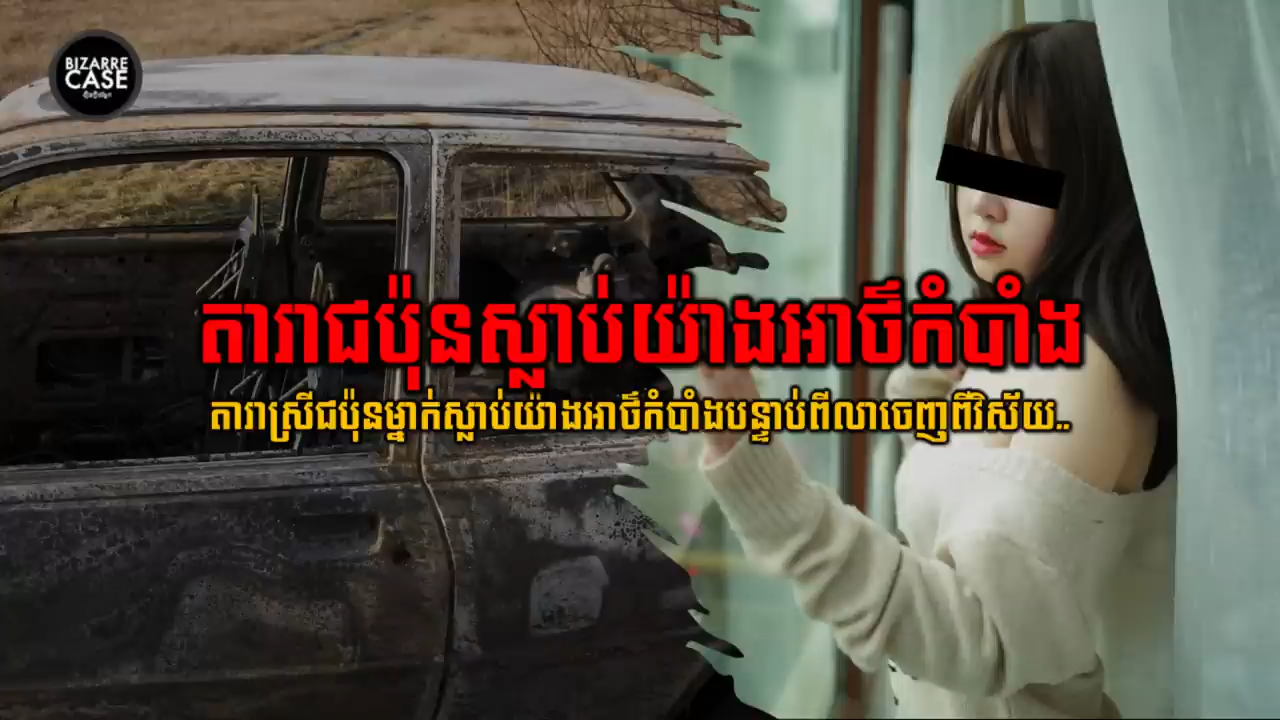 BIZARRE
CASE
តារាជប៉ុនស្លាប់យ៉ាងអាថ៌កំបាំង
តារាស្រីជប៉ុនម្នាក់ស្លាប់យ៉ាងអាថ៌កំបាំងបន្ទាប់ពីលាចេញពីវិស័យ..